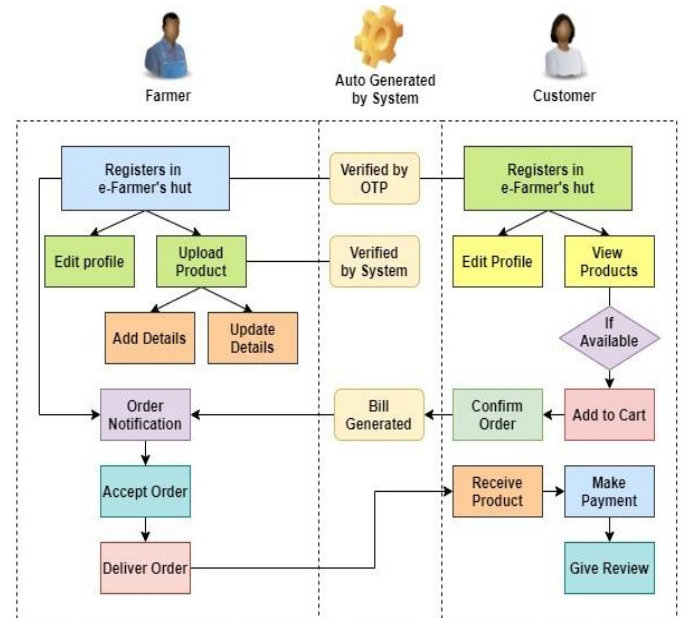 Farmer
Auto Generated
by System
Customer
Registers in
e-Farmer's hut
Verified by
OTP
Registers in
e-Farmer's hut
Edit profile
Upload
Product
Verified
by System
Edit Profile
View
Products
Add Details
Update
Details
If
Available
Order
Notification
Bill
Generated
Confirm
Order
Add to Cart
Accept Order
Receive
Product
Make
Payment
Deliver Order
Give Review